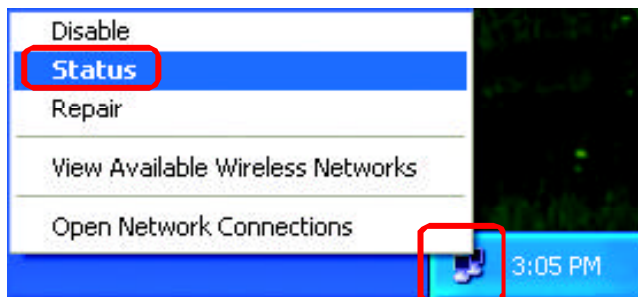 Disable
Status
Repair
View Available Wireless Networks
Open Network Connections
3:05 PM